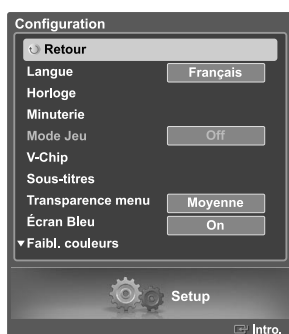 Configuration
Retour
Langue Français
Horloge
Minuterie
Mode Jeu Off
V-Chip
Sous-titres
Transparence menu Moyenne
Écran Bleu On
▼Faibl. couleurs
Setup
Intro.